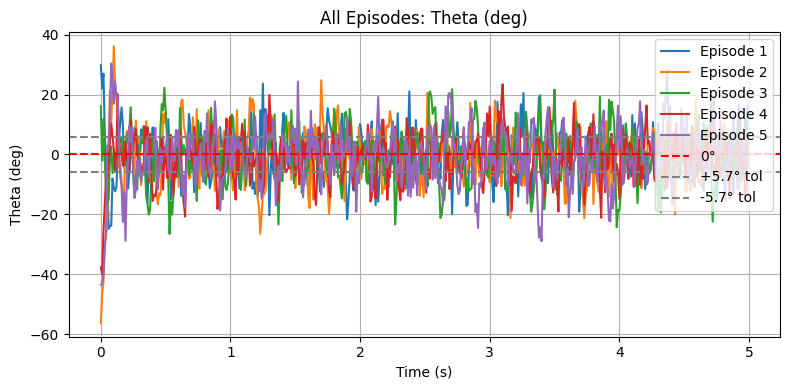 All Episodes: Theta (deg)
Theta (deg)
40
20
0
−20
−40
−60
0
1
2
3
4
5
Time (s)
Episode 1
Episode 2
Episode 3
Episode 4
Episode 5
0°
+5.7° tol
-5.7° tol